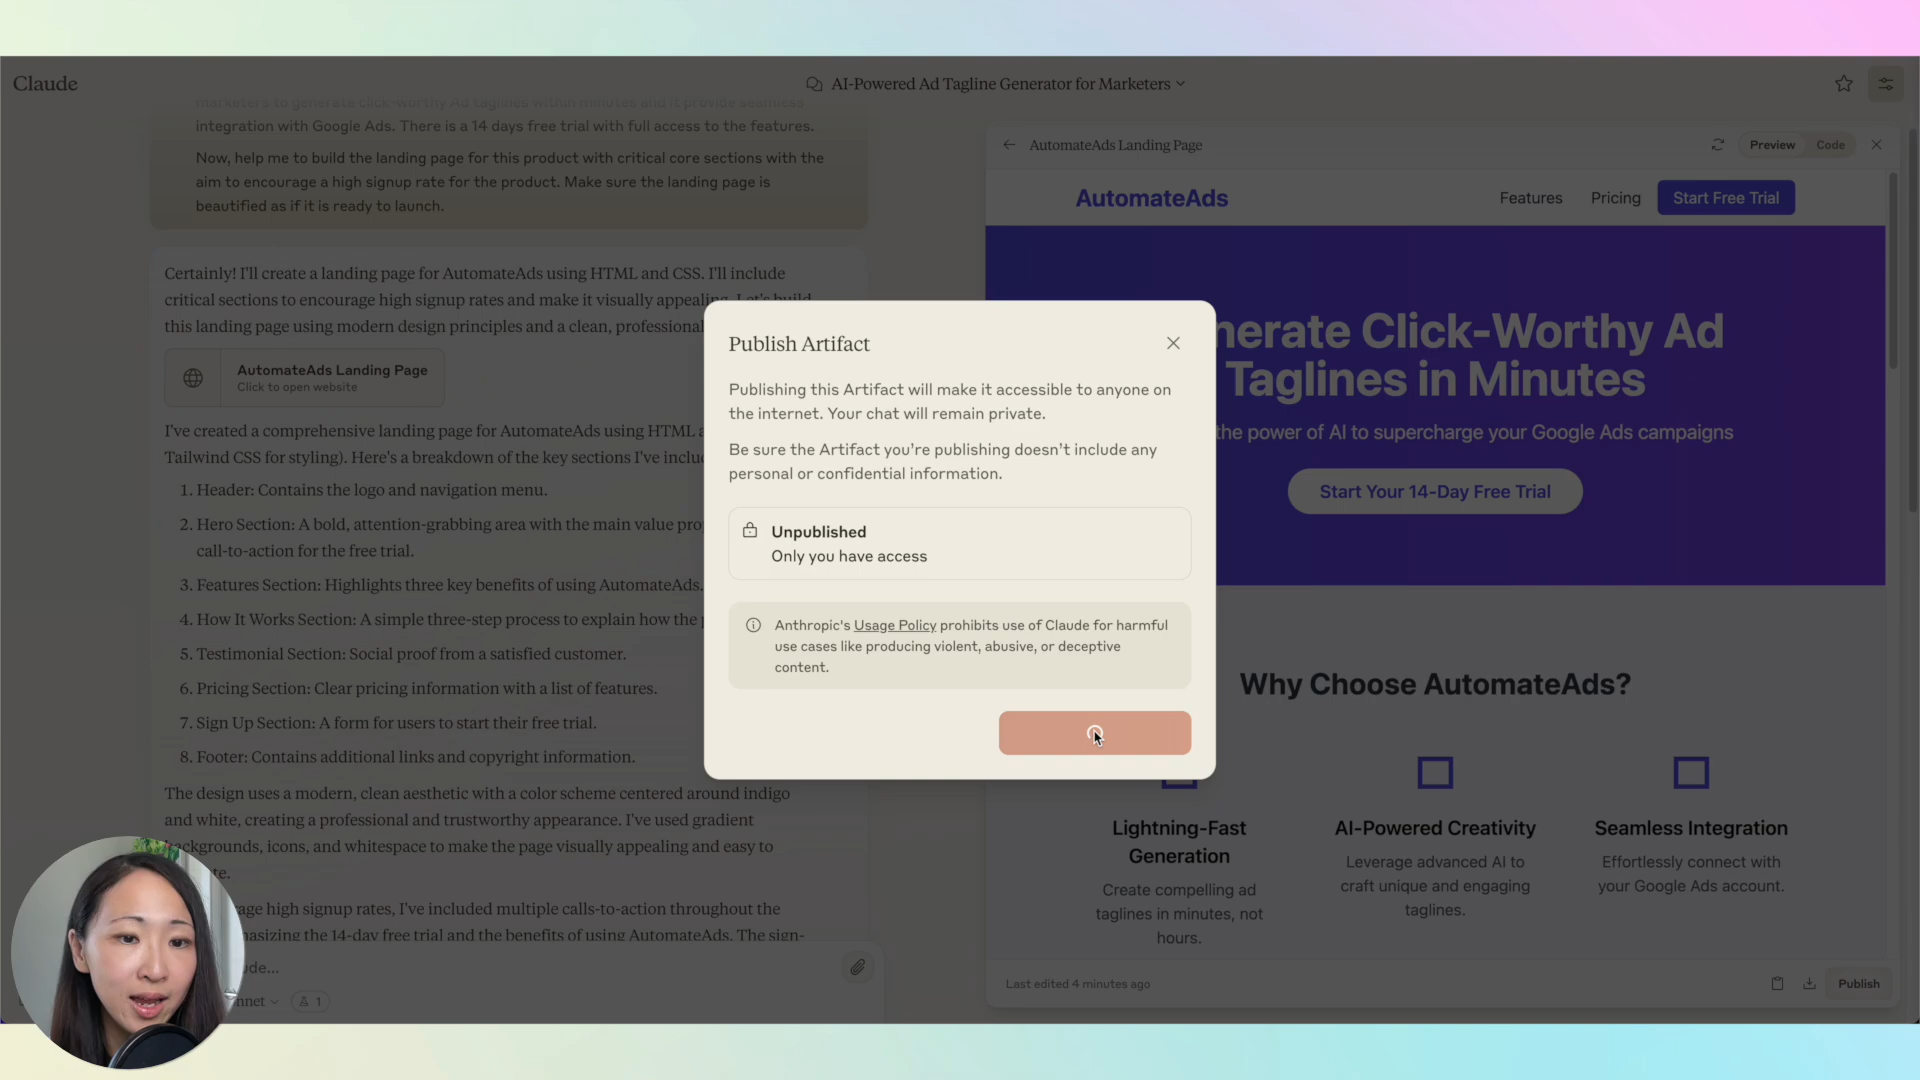 Claude
AI-Powered Ad Tagline Generator for Marketers
marketers to generate click-worthy Ad taglines within minutes and it provide seamless
integration with Google Ads. There is a 14 days free trial with full access to the features.
Now, help me to build the landing page for this product with critical core sections with the
aim to encourage a high signup rate for the product. Make sure the landing page is
beautified as if it is ready to launch.
Certainly! I'll create a landing page for AutomateAds using HTML and CSS. I'll include
critical sections to encourage high signup rates and make it visually appealing. Let's build
this landing page using modern design principles and a clean, professional
AutomateAds Landing Page
Click to open website
I've created a comprehensive landing page for AutomateAds using HTML
Tailwind CSS for styling). Here's a breakdown of the key sections I've
1. Header: Contains the logo and navigation menu.
2. Hero Section: A bold, attention-grabbing area with the main value
call-to-action for the free trial.
3. Features Section: Highlights three key benefits of using AutomateAds.
4. How It Works Section: A simple three-step process to explain how the
5. Testimonial Section: Social proof from a satisfied customer.
6. Pricing Section: Clear pricing information with a list of features.
7. Sign Up Section: A form for users to start their free trial.
8. Footer: Contains additional links and copyright information.
The design uses a modern, clean aesthetic with a color scheme centered around indigo
and white, creating a professional and trustworthy appearance. I've used gradient
backgrounds, icons, and whitespace to make the page visually appealing and easy to
high signup rates, I've included multiple calls-to-action throughout the
the 14-day free trial and the benefits of using AutomateAds. The sign-
1
Publish Artifact
Publishing this Artifact will make it accessible to anyone on
the internet. Your chat will remain private.
Be sure the Artifact you're publishing doesn't include any
personal or confidential information.
Unpublished
Only you have access
Anthropic's Usage Policy prohibits use of Claude for harmful
use cases like producing violent, abusive, or deceptive
content.
AutomateAds Landing Page
Preview Code
AutomateAds
Features Pricing Start Free Trial
Click-Worthy Ad
Taglines in Minutes
the power of AI to supercharge your Google Ads campaigns
Start Your 14-Day Free Trial
Why Choose AutomateAds?
Lightning-Fast
Generation
Create compelling ad
taglines in minutes, not
hours.
AI-Powered Creativity
Leverage advanced AI to
craft unique and engaging
taglines.
Seamless Integration
Effortlessly connect with
your Google Ads account.
Last edited 4 minutes ago
Publish